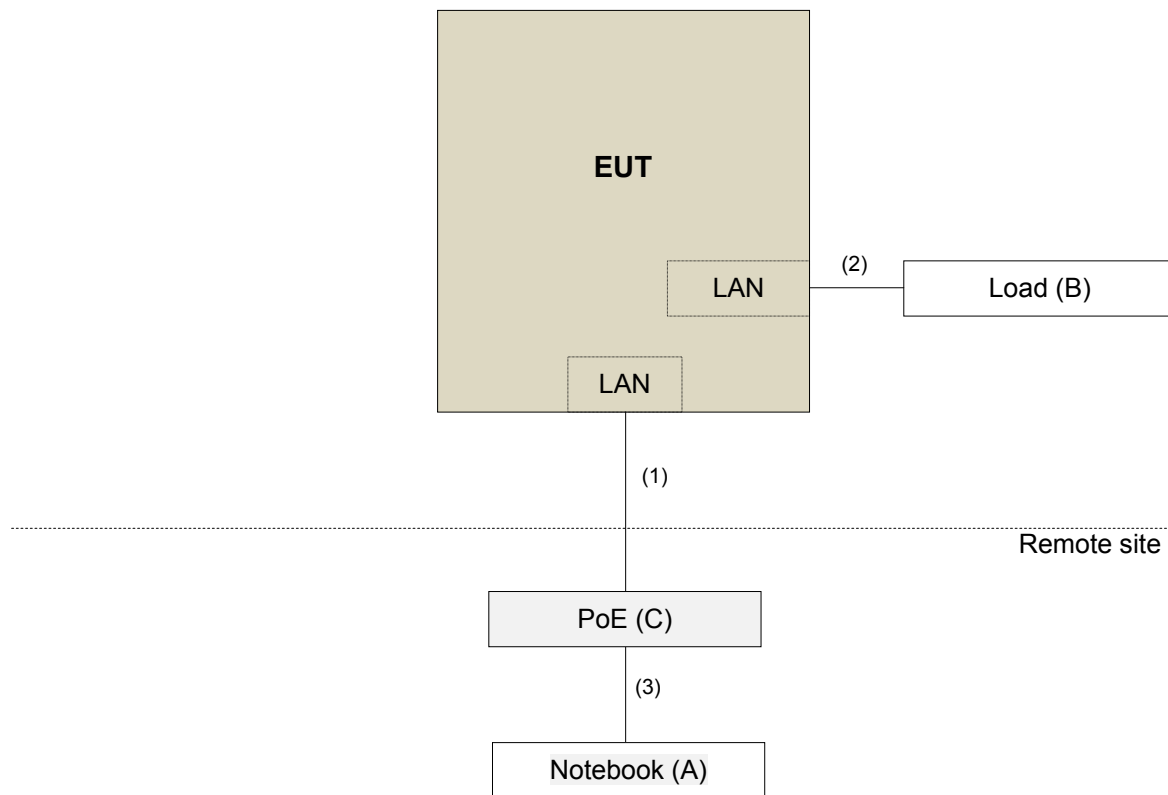 EUT
(2)
LAN
Load (B)
LAN
(1)
Remote site
PoE (C)
(3)
Notebook (A)